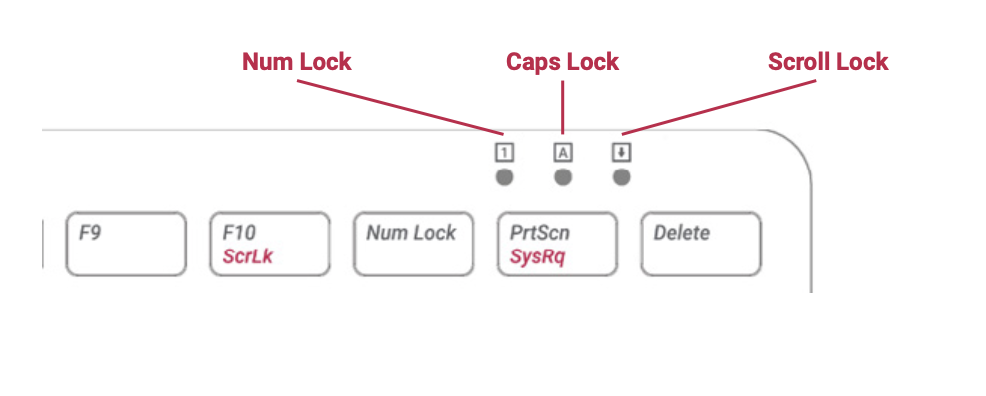 Num Lock Caps Lock Scroll Lock
1 A
F9 F10 Num Lock PrtScn Delete
ScrLk SysRq